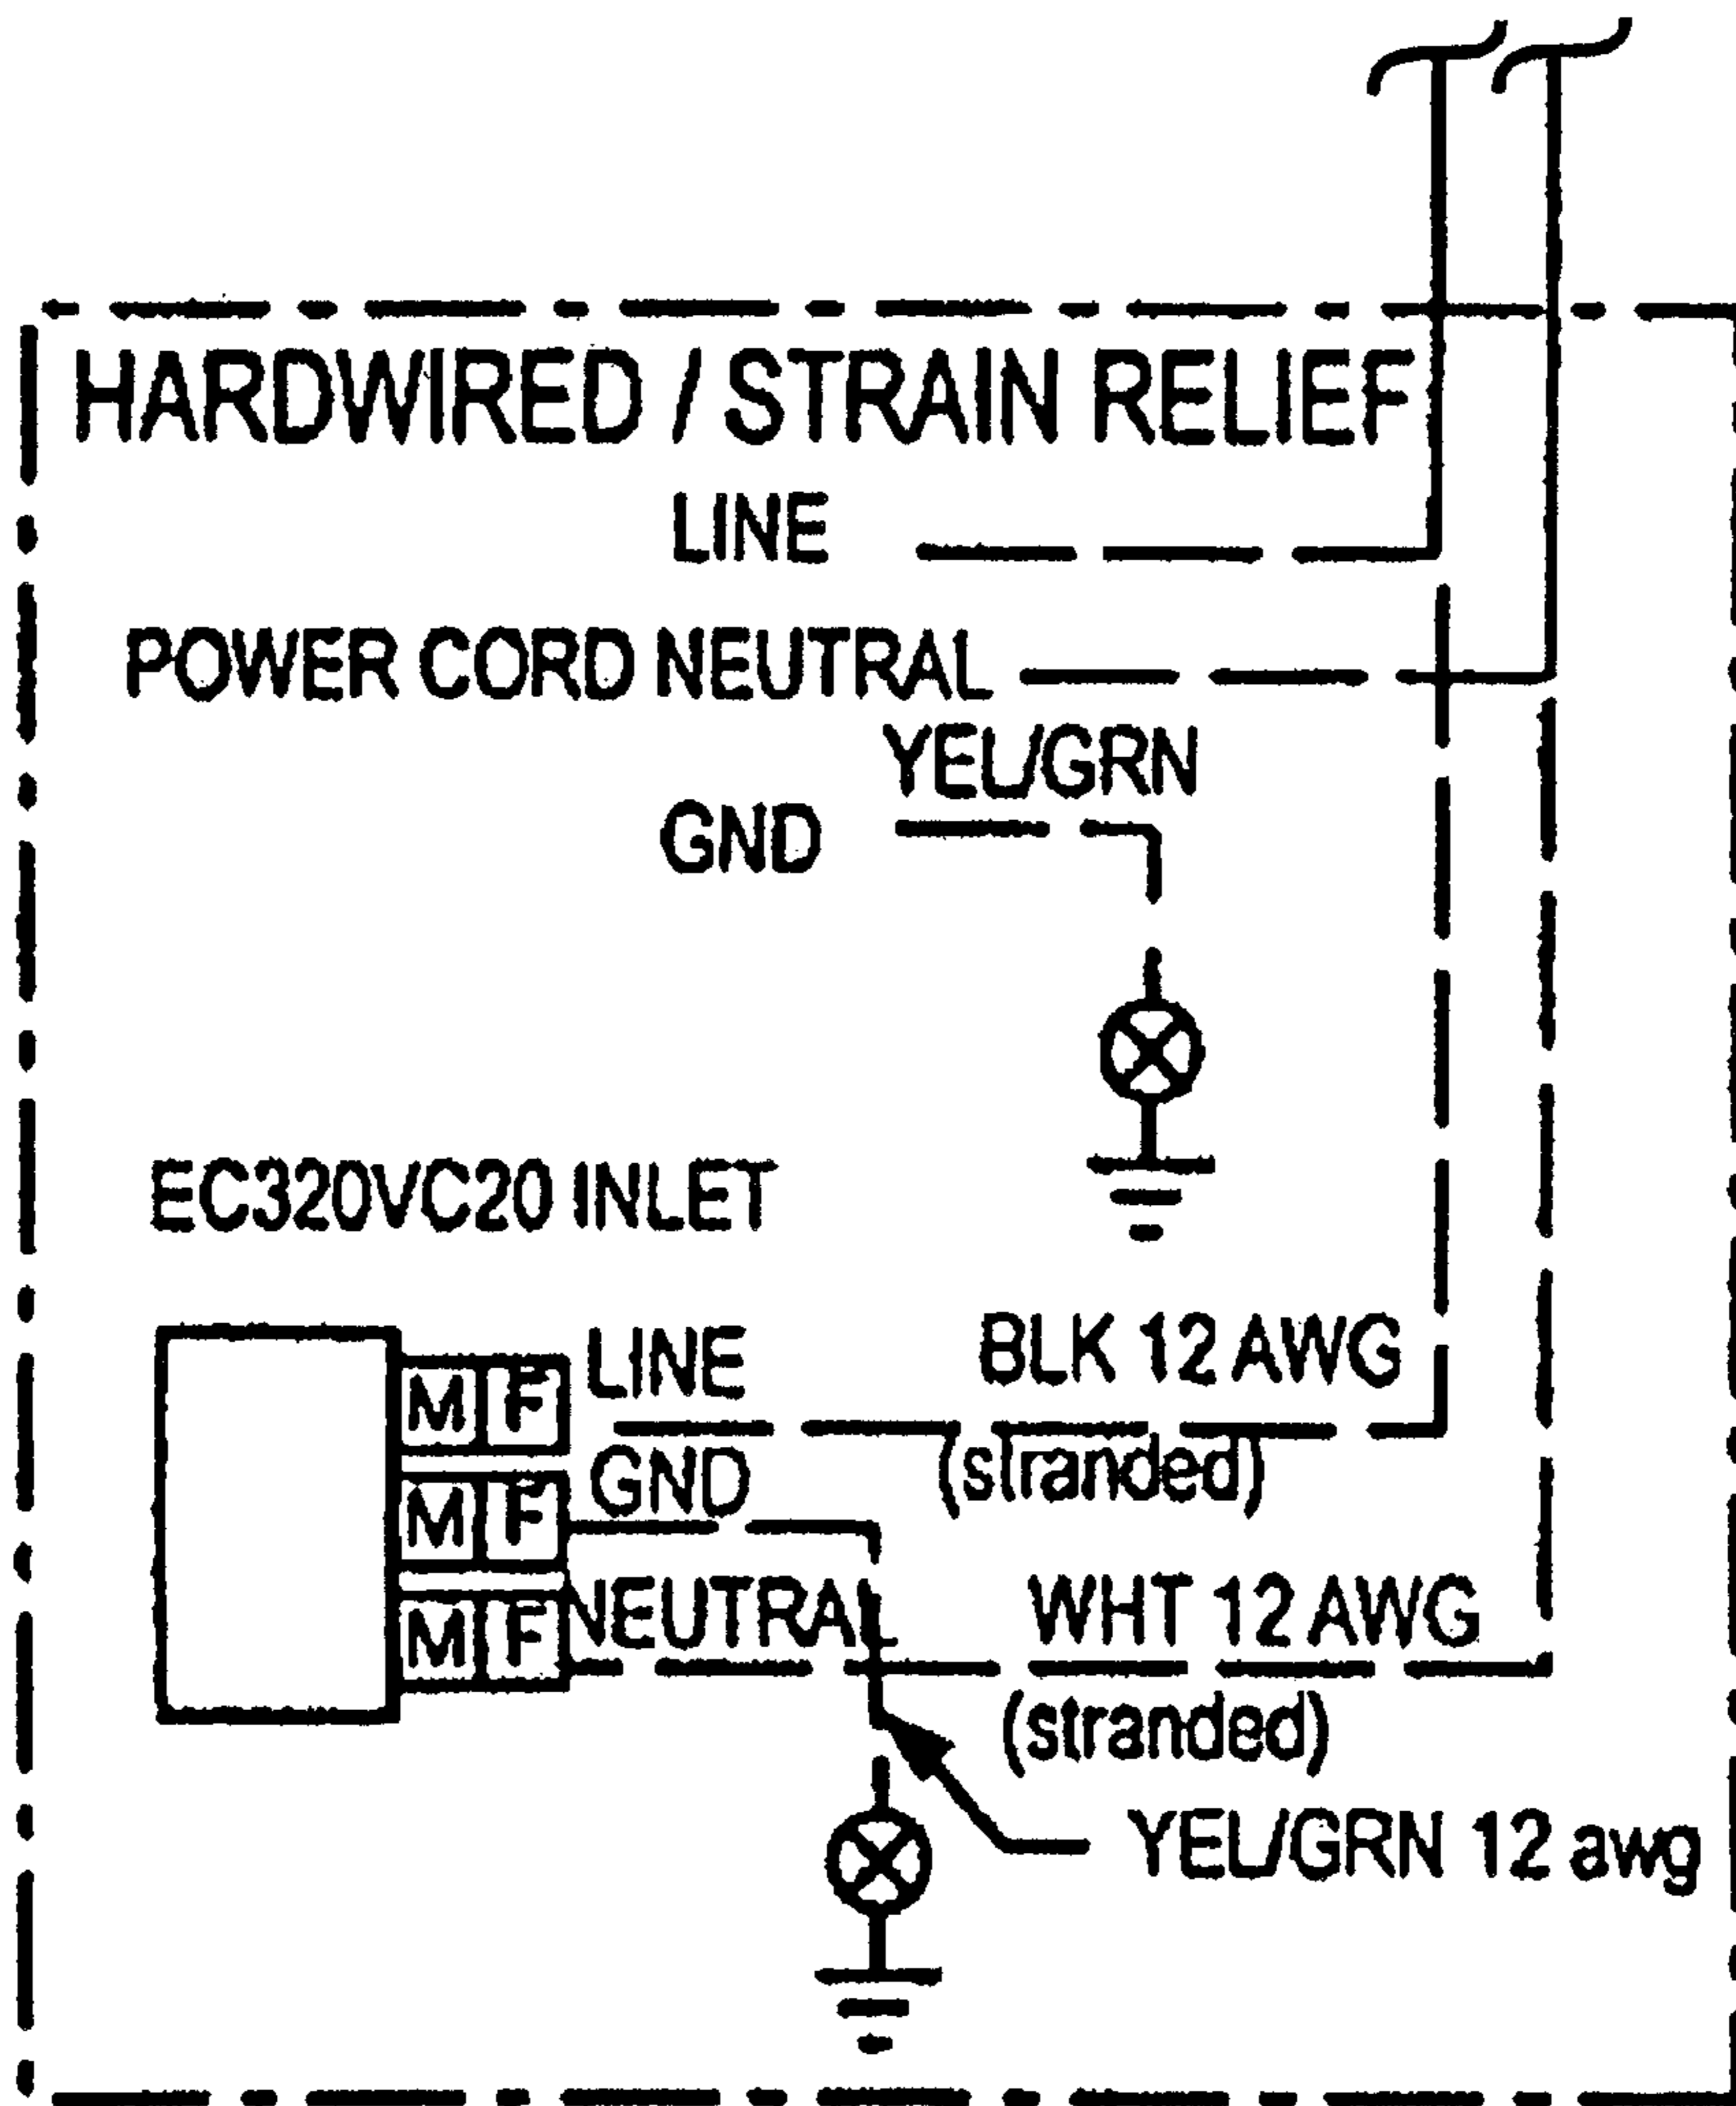 HARDWIRED / STRAIN RELIEF
LINE
POWER CORD NEUTRAL
YEL/GRN
GND
EC320VC20 INLET
LINE
BLK 12 AWG
M F
(stranded)
GND
M F
NEUTRAL
WHT 12 AWG
M F
(stranded)
YEL/GRN 12 awg